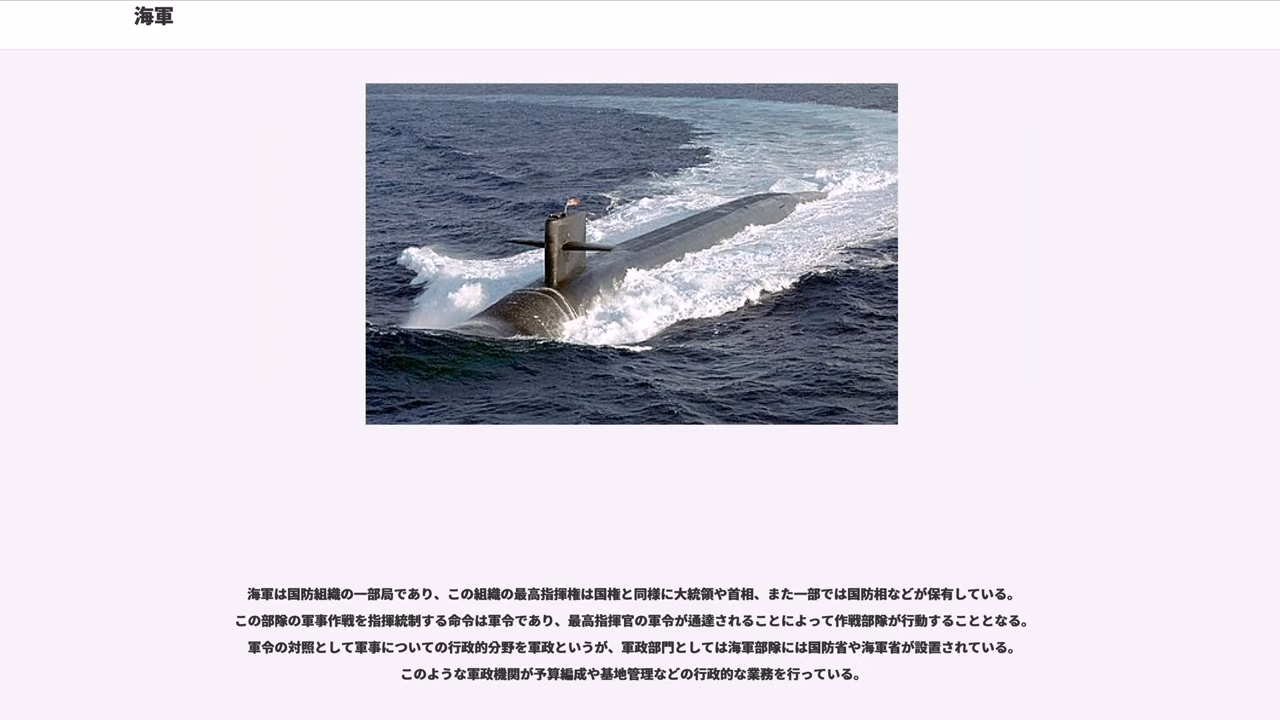 海軍
海軍は国防組織の一部局であり、この組織の最高指揮権は国権と同様に大統領や首相、また一部では国防相などが保有している。
この部隊の軍事作戦を指揮統制する命令は軍令であり、最高指揮官の軍令が通達されることによって作戦部隊が行動することとなる。
軍令の対照として軍事についての行政的分野を軍政というが、軍政部門としては海軍部隊には国防省や海軍省が設置されている。
このような軍政機関が予算編成や基地管理などの行政的な業務を行っている。